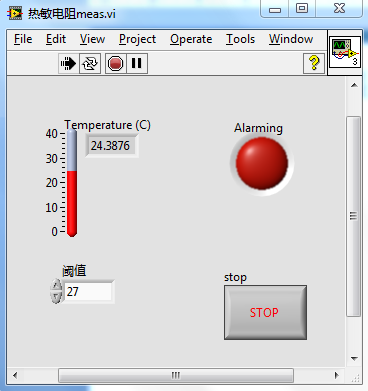 热敏电阻meas.vi
File Edit View Project Operate Tools Window
?
3
Temperature (C)
24.3876
40
30
20
10
0
Alarming
阈值
27
stop
STOP